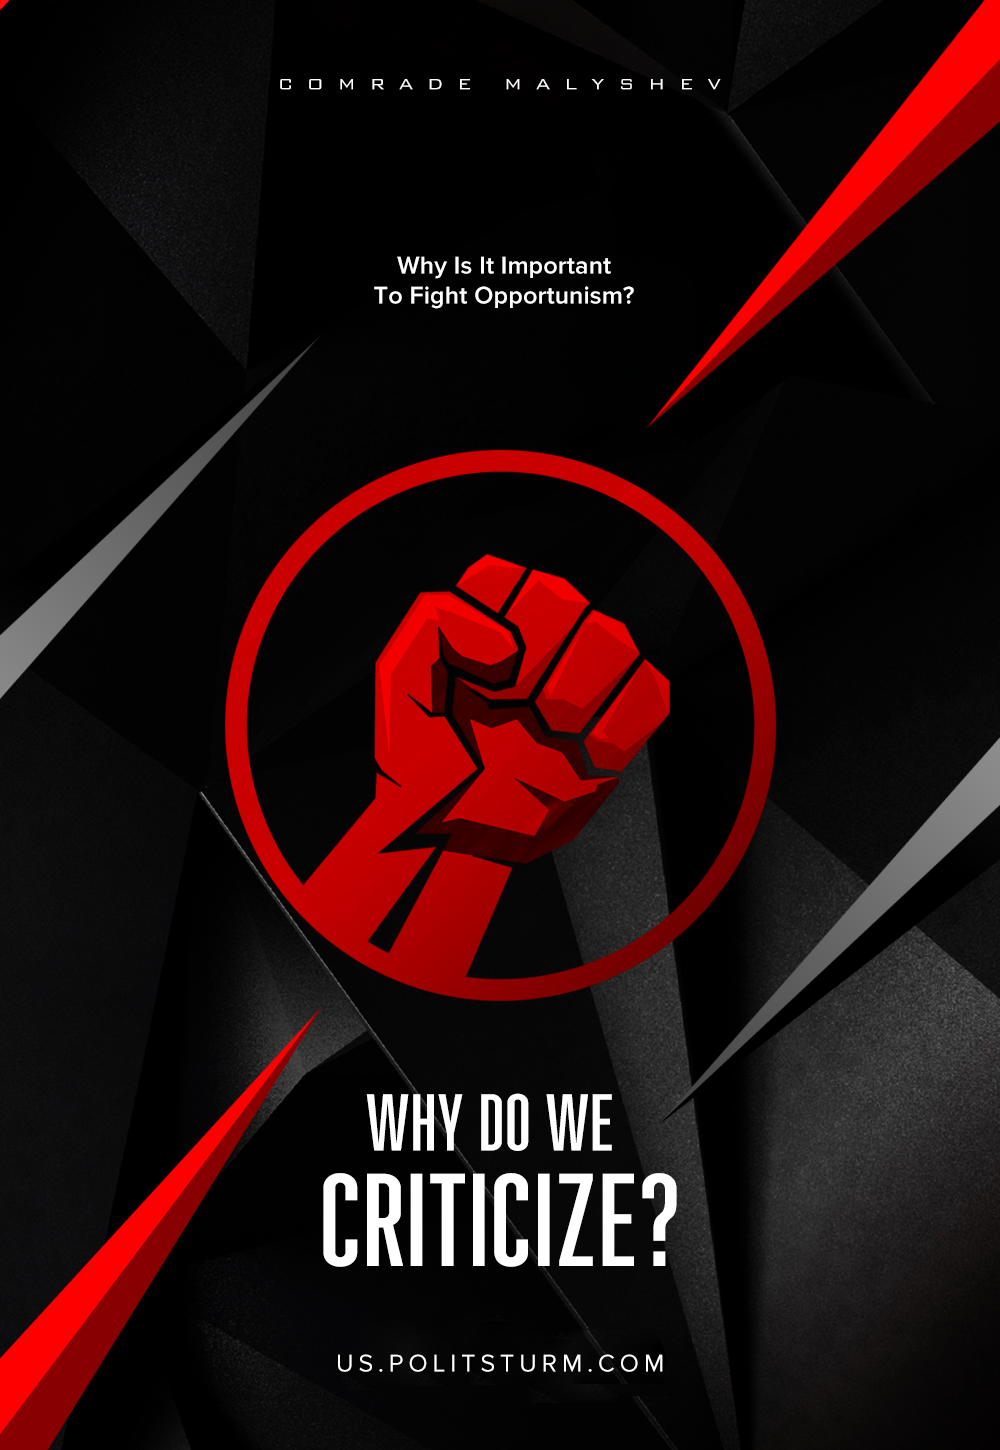 COMRADE MALYSHEV
Why Is It Important
To Fight Opportunism?
WHY DO WE
CRITICIZE?
US.POLITSTURM.COM